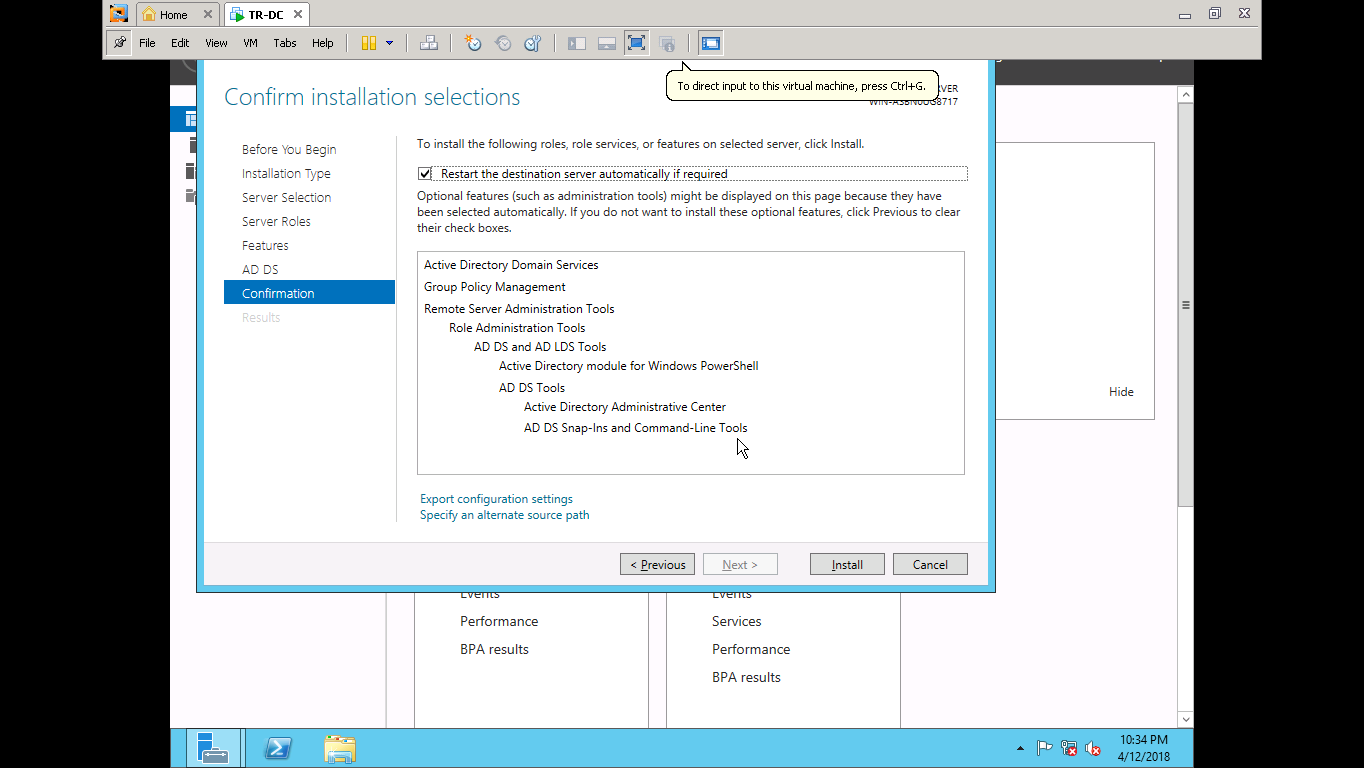 Home
TR-DC
File Edit View VM Tabs Help
To direct input to this virtual machine, press Ctrl+G.
Confirm installation selections
Before You Begin
Installation Type
Server Selection
Server Roles
Features
AD DS
Confirmation
Results
To install the following roles, role services, or features on selected server, click Install.
Restart the destination server automatically if required
Optional features (such as administration tools) might be displayed on this page because they have
been selected automatically. If you do not want to install these optional features, click Previous to clear
their check boxes.
Active Directory Domain Services
Group Policy Management
Remote Server Administration Tools
Role Administration Tools
AD DS and AD LDS Tools
Active Directory module for Windows PowerShell
AD DS Tools
Active Directory Administrative Center
AD DS Snap-Ins and Command-Line Tools
Export configuration settings
Specify an alternate source path
< Previous
Next >
Install
Cancel
Hide
Events
Performance
BPA results
Events
Services
Performance
BPA results
10:34 PM
4/12/2018